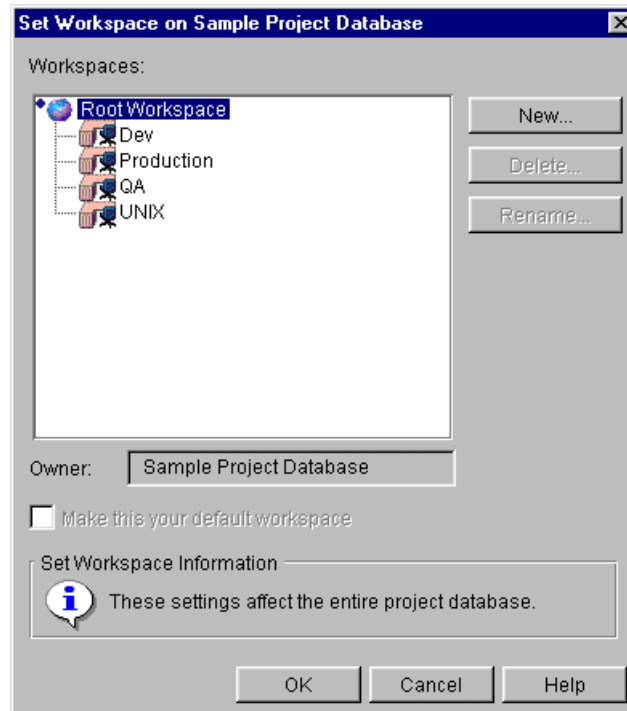 Set Workspace on Sample Project Database
Workspaces:
Root Workspace
Dev
Production
QA
UNIX
New...
Delete...
Rename...
Owner:
Sample Project Database
Make this your default workspace
Set Workspace Information
These settings affect the entire project database.
OK
Cancel
Help